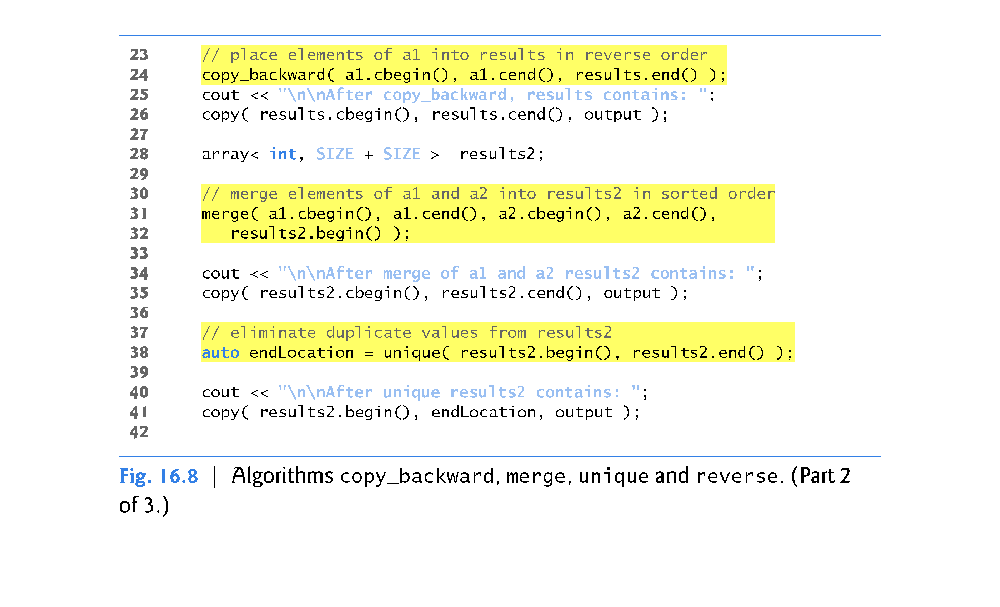 23 // place elements of a1 into results in reverse order
24 copy_backward( a1.cbegin(), a1.cend(), results.end() );
25 cout << "\n\nAfter copy_backward, results contains: ";
26 copy( results.cbegin(), results.cend(), output );
27
28 array< int, SIZE + SIZE > results2;
29
30 // merge elements of a1 and a2 into results2 in sorted order
31 merge( a1.cbegin(), a1.cend(), a2.cbegin(), a2.cend(),
32 results2.begin() );
33
34 cout << "\n\nAfter merge of a1 and a2 results2 contains: ";
35 copy( results2.cbegin(), results2.cend(), output );
36
37 // eliminate duplicate values from results2
38 auto endLocation = unique( results2.begin(), results2.end() );
39
40 cout << "\n\nAfter unique results2 contains: ";
41 copy( results2.begin(), endLocation, output );
42
Fig. 16.8 | Algorithms copy_backward, merge, unique and reverse. (Part 2
of 3.)